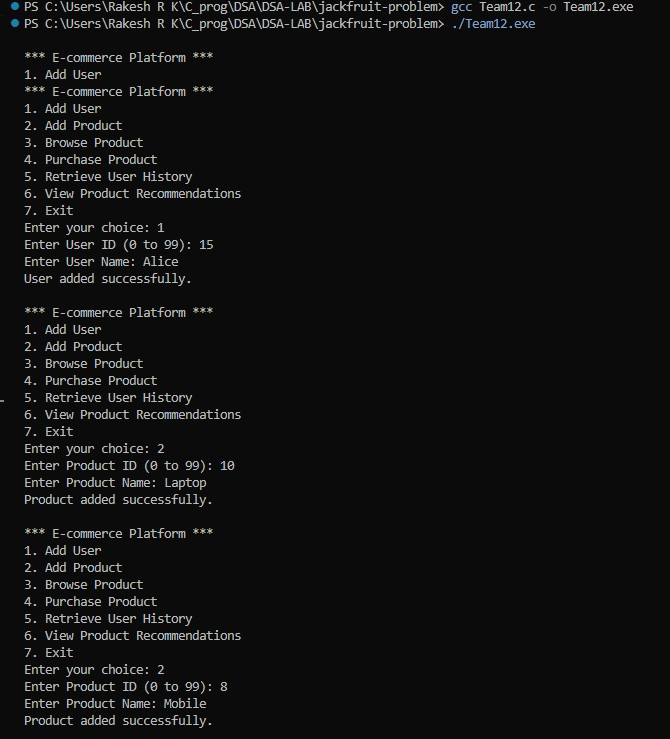 PS C:\Users\Rakesh R K\C_prog\DSA\DSA-LAB\jackfruit-problem> gcc Team12.c -o Team12.exe
PS C:\Users\Rakesh R K\C_prog\DSA\DSA-LAB\jackfruit-problem> ./Team12.exe
*** E-commerce Platform ***
1. Add User
*** E-commerce Platform ***
1. Add User
2. Add Product
3. Browse Product
4. Purchase Product
5. Retrieve User History
6. View Product Recommendations
7. Exit
Enter your choice: 1
Enter User ID (0 to 99): 15
Enter User Name: Alice
User added successfully.
*** E-commerce Platform ***
1. Add User
2. Add Product
3. Browse Product
4. Purchase Product
5. Retrieve User History
6. View Product Recommendations
7. Exit
Enter your choice: 2
Enter Product ID (0 to 99): 10
Enter Product Name: Laptop
Product added successfully.
*** E-commerce Platform ***
1. Add User
2. Add Product
3. Browse Product
4. Purchase Product
5. Retrieve User History
6. View Product Recommendations
7. Exit
Enter your choice: 2
Enter Product ID (0 to 99): 8
Enter Product Name: Mobile
Product added successfully.